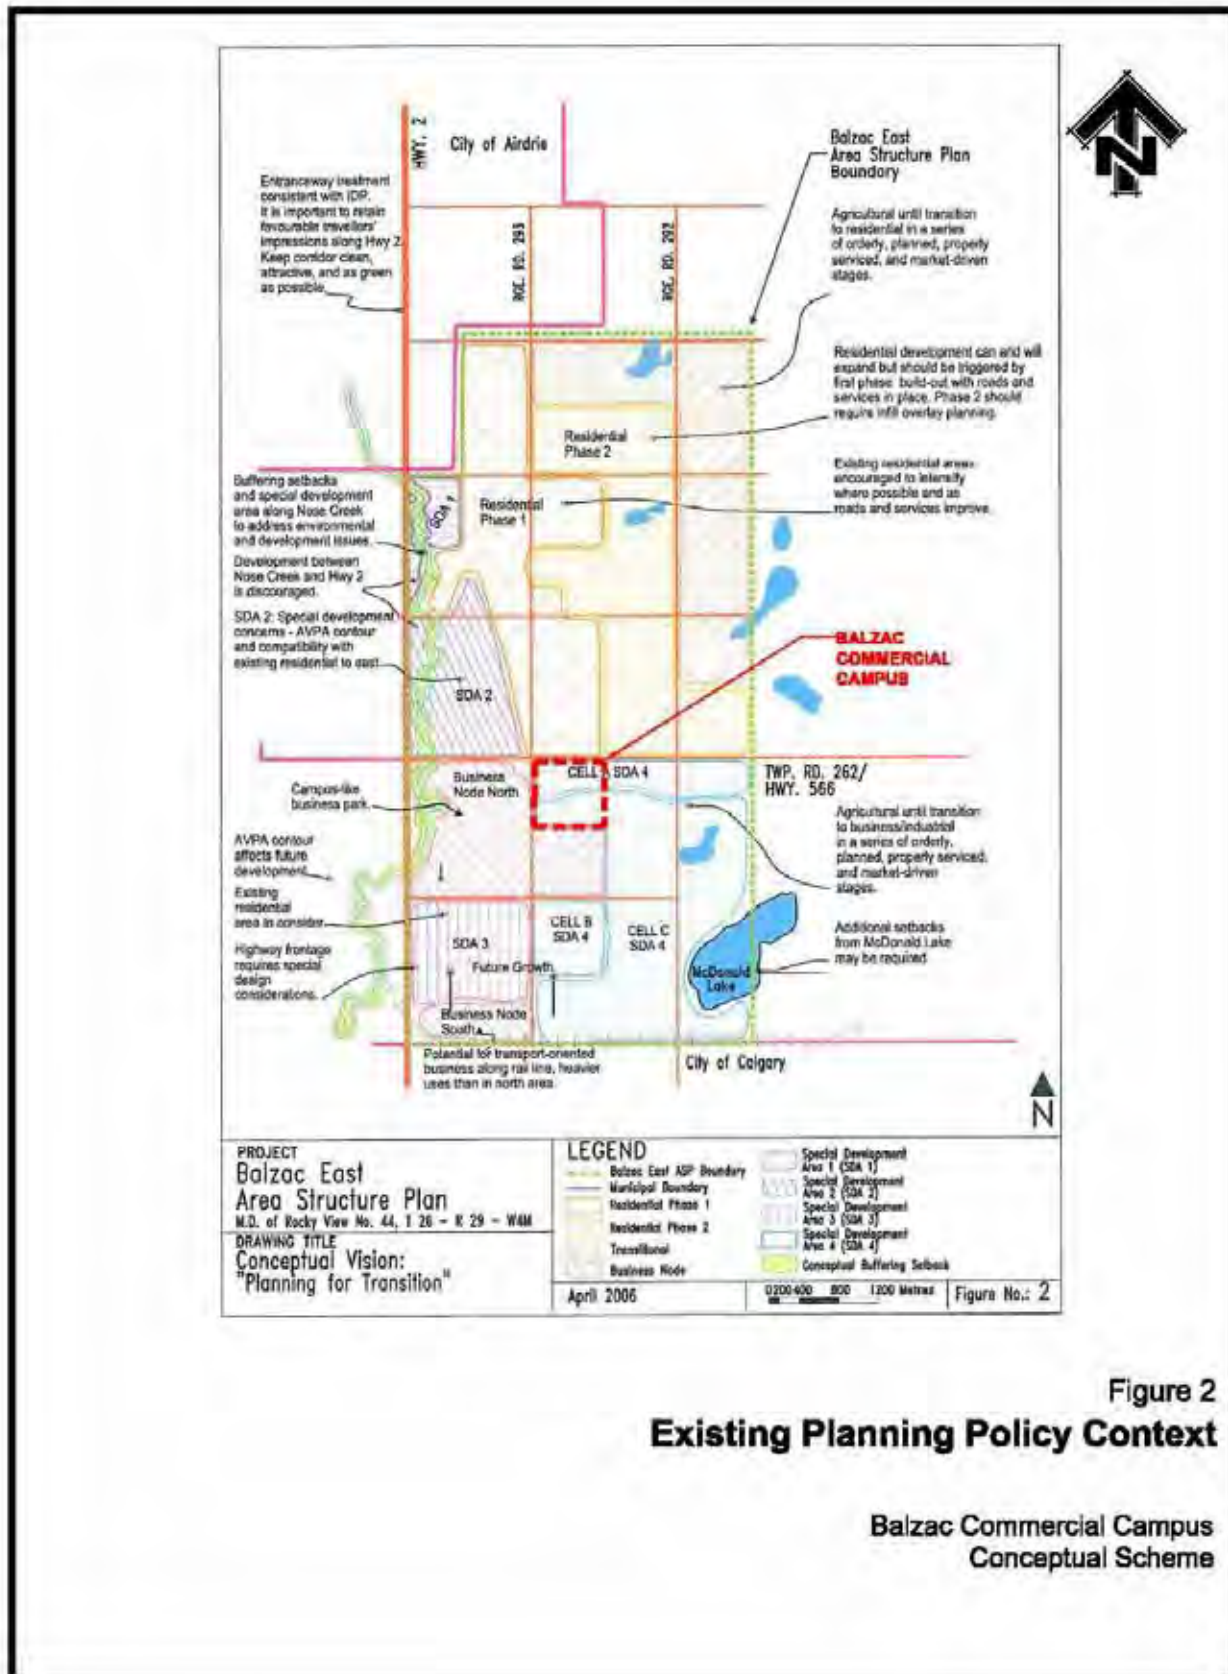 HWY. 2
City of Airdrie
Balzac East
Area Structure Plan
Boundary
Entranceway treatment
consistent with IDP.
It is important to retain
favourable travellers'
impressions along Hwy 2.
Keep corridor clean,
attractive, and as green
as possible.
RGE. RD. 293
RGE. RD. 292
Agricultural until transition
to residential in a series
of orderly, planned, properly
serviced, and market-driven
stages.
Residential development can and will
expand but should be triggered by
first phase build-out with roads and
services in place. Phase 2 should
require infill overlay planning.
Residential
Phase 2
Existing residential areas
encouraged to intensify
where possible and as
roads and services improve.
Buffering setbacks
and special development
area along Nose Creek
to address environmental
and development issues.
SDA 1
Residential
Phase 1
Development between
Nose Creek and Hwy 2
is discouraged.
SDA 2: Special development
concerns - AVPA contour
and compatibility with
existing residential to east.
SDA 2
BALZAC
COMMERCIAL
CAMPUS
Business
Node North
CELL A SDA 4
TWP. RD. 262/
HWY. 566
Campus-like
business park.
Agricultural until transition
to business/industrial
in a series of orderly,
planned, properly serviced,
and market-driven
stages.
AVPA contour
affects future
development.
Existing
residential
area to consider.
Highway frontage
requires special
design
considerations.
SDA 3
CELL B
SDA 4
CELL C
SDA 4
Future Growth
Additional setbacks
from McDonald Lake
may be required
McDonald
Lake
Business Node
South
Potential for transport-oriented
business along rail line, heavier
uses than in north area.
City of Calgary
N
N
PROJECT
Balzac East
Area Structure Plan
M.D. of Rocky View No. 44, T 26 - R 29 - W4M
DRAWING TITLE
Conceptual Vision:
"Planning for Transition"
LEGEND
Balzac East ASP Boundary
Municipal Boundary
Residential Phase 1
Residential Phase 2
Transitional
Business Node
Special Development
Area 1 (SDA 1)
Special Development
Area 2 (SDA 2)
Special Development
Area 3 (SDA 3)
Special Development
Area 4 (SDA 4)
Conceptual Buffering Setback
April 2006
0 200 400 800 1200 Metres
Figure No.: 2
Figure 2
Existing Planning Policy Context
Balzac Commercial Campus
Conceptual Scheme